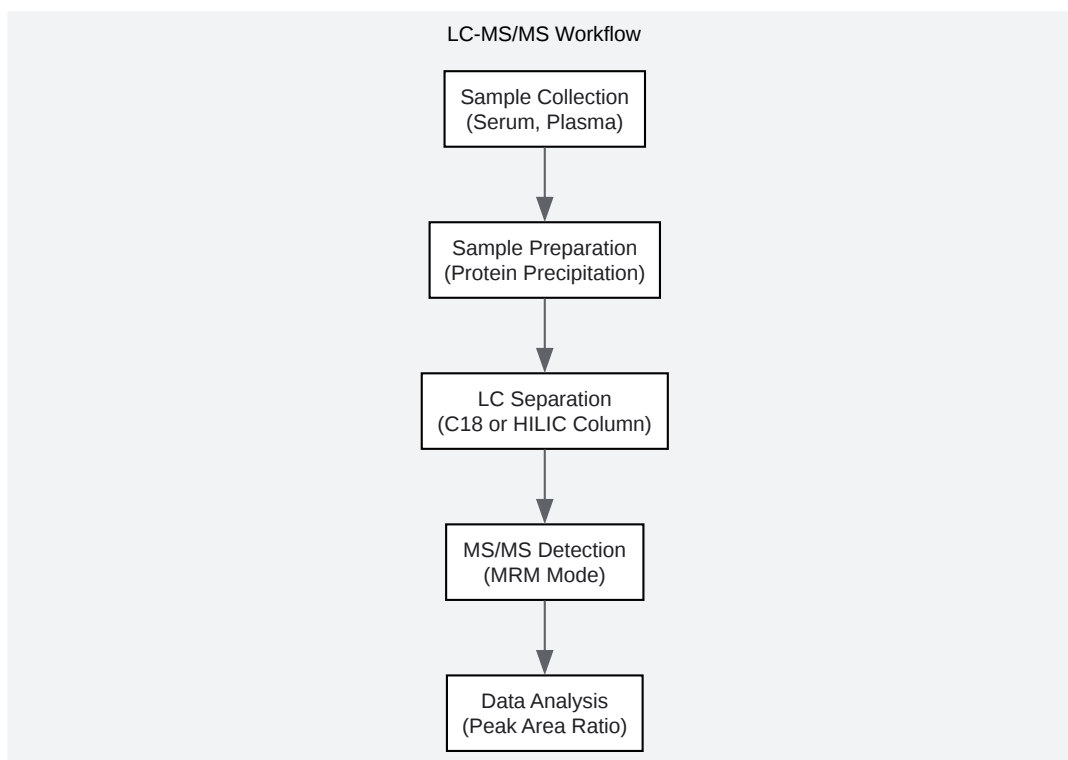 LC-MS/MS Workflow
Sample Collection
(Serum, Plasma)
Sample Preparation
(Protein Precipitation)
LC Separation
(C18 or HILIC Column)
MS/MS Detection
(MRM Mode)
Data Analysis
(Peak Area Ratio)